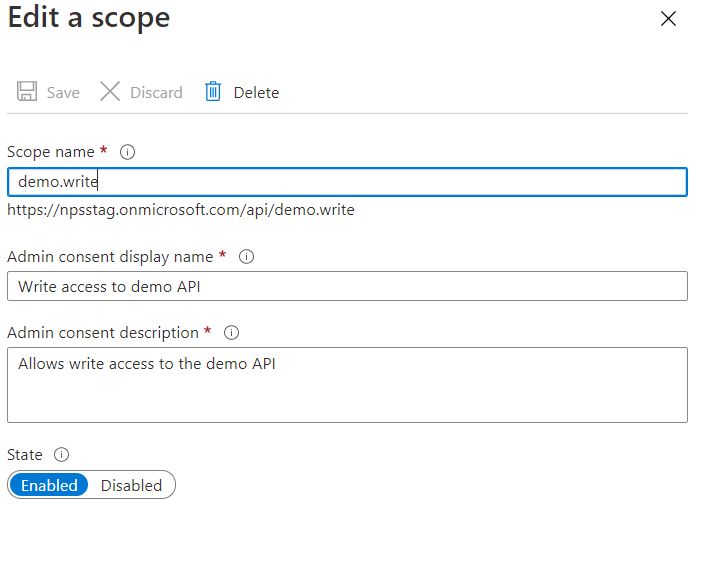 Edit a scope
Save Discard Delete
Scope name *
demo.write
https://npsstag.onmicrosoft.com/api/demo.write
Admin consent display name *
Write access to demo API
Admin consent description *
Allows write access to the demo API
State
Enabled Disabled